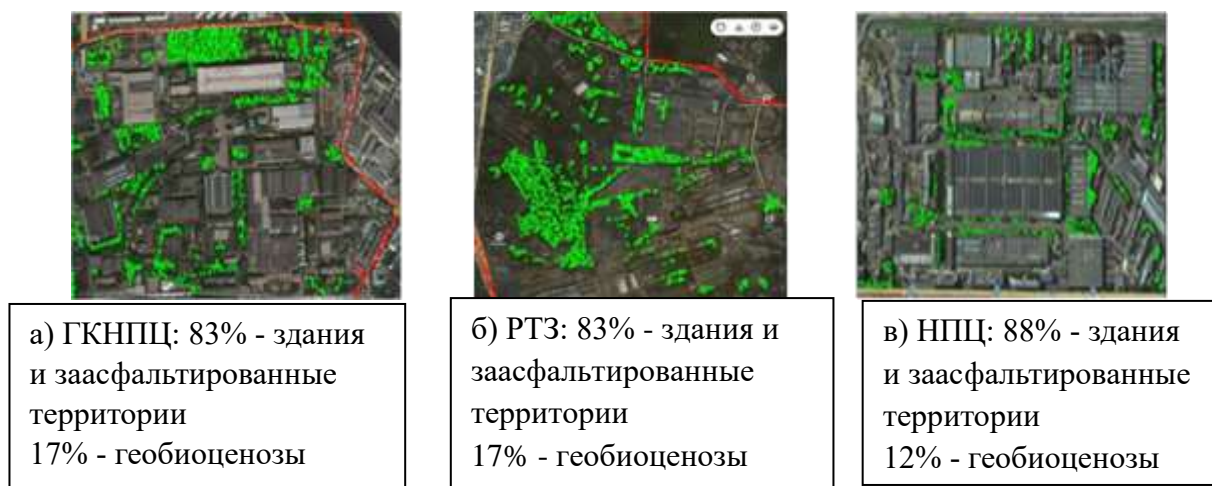 а) ГКНПЦ: 83% - здания
и заасфальтированные
территории
17% - геобиоценозы
б) РТЗ: 83% - здания и
заасфальтированные
территории
17% - геобиоценозы
в) НПЦ: 88% - здания
и заасфальтированные
территории
12% - геобиоценозы